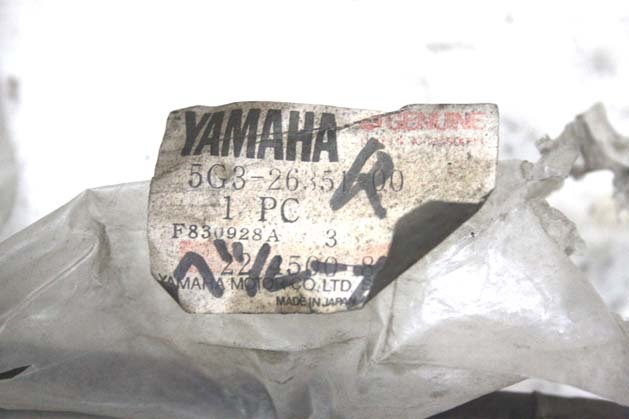 YAMAHA GENUINE
5G3-26351-00
1 PC
F830928A 3
YAMAHA MOTOR CO., LTD.
MADE IN JAPAN